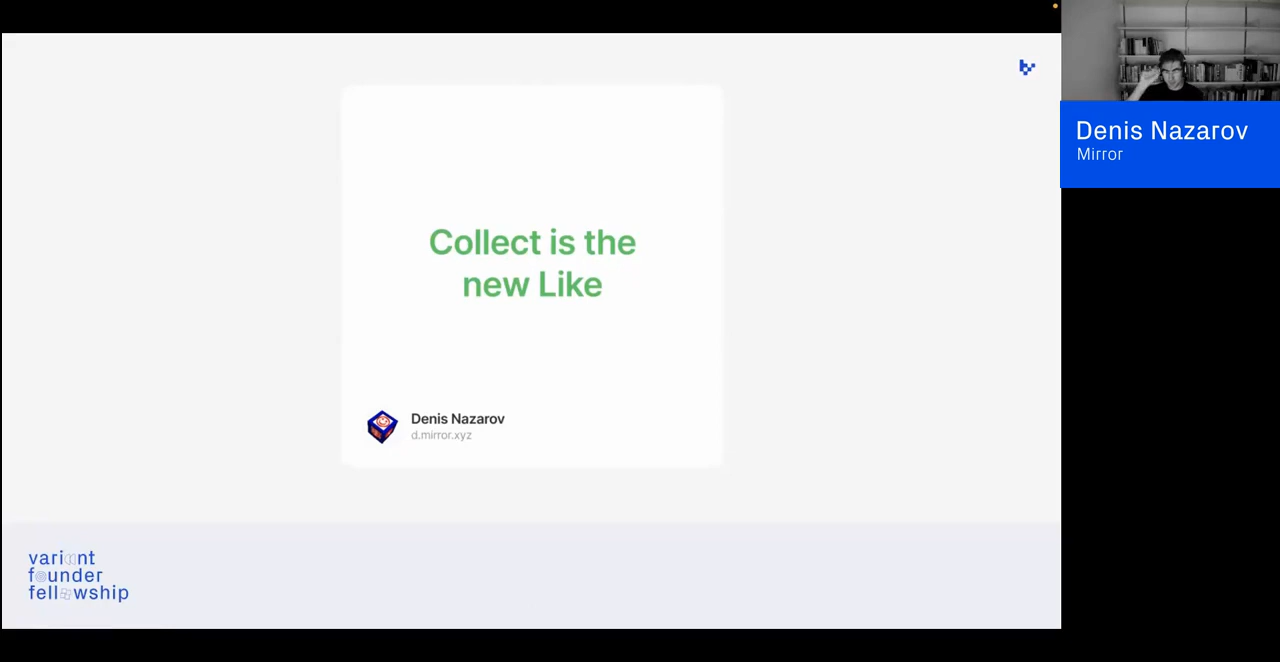 Collect is the
new Like
Denis Nazarov
d.mirror.xyz
variant
founder
fellowship
Denis Nazarov
Mirror